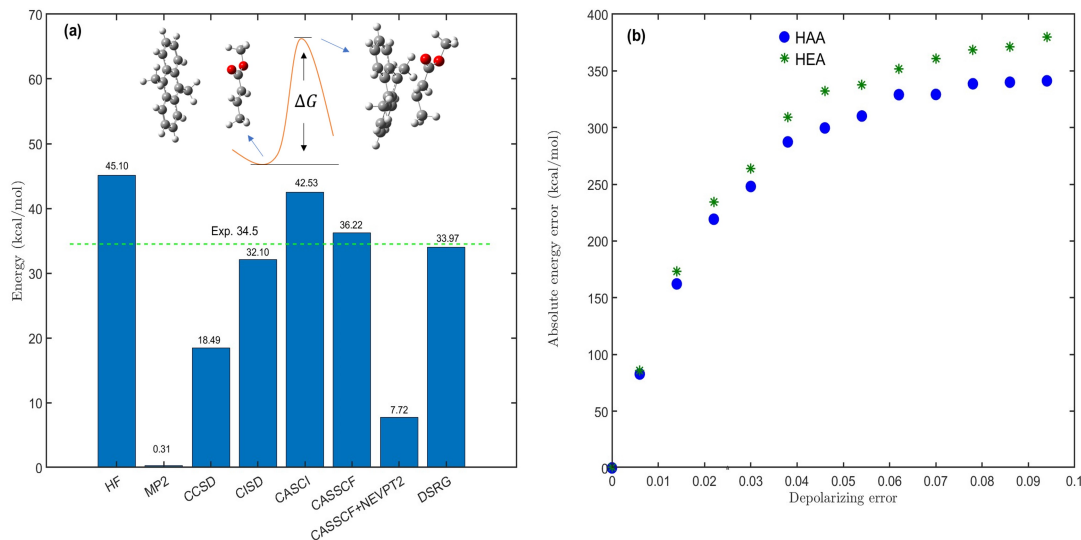 (a)
70
60
50
40
30
20
10
0
Energy (kcal/mol)
ΔG
45.10
0.31
18.49
32.10
42.53
36.22
7.72
33.97
Exp. 34.5
HF
MP2
CCSD
CISD
CASCI
CASSCF
CASSCF+NEVPT2
DSRG
(b)
HAA
HEA
400
350
300
250
200
150
100
50
0
Absolute energy error (kcal/mol)
0 0.01 0.02 0.03 0.04 0.05 0.06 0.07 0.08 0.09 0.1
Depolarizing error